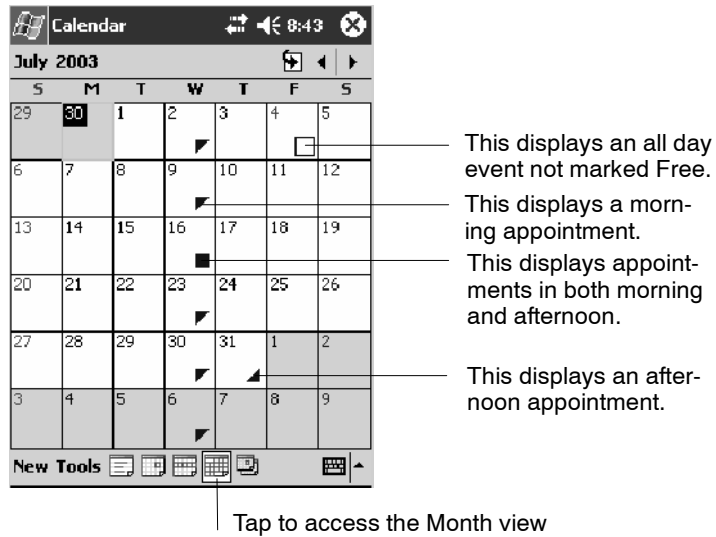 Calendar 8:43
July 2003
S M T W T F S
29 30 1 2 3 4 5
6 7 8 9 10 11 12
13 14 15 16 17 18 19
20 21 22 23 24 25 26
27 28 29 30 31 1 2
3 4 5 6 7 8 9
New Tools
This displays an all day
event not marked Free.
This displays a morn-
ing appointment.
This displays appoint-
ments in both morning
and afternoon.
This displays an after-
noon appointment.
Tap to access the Month view